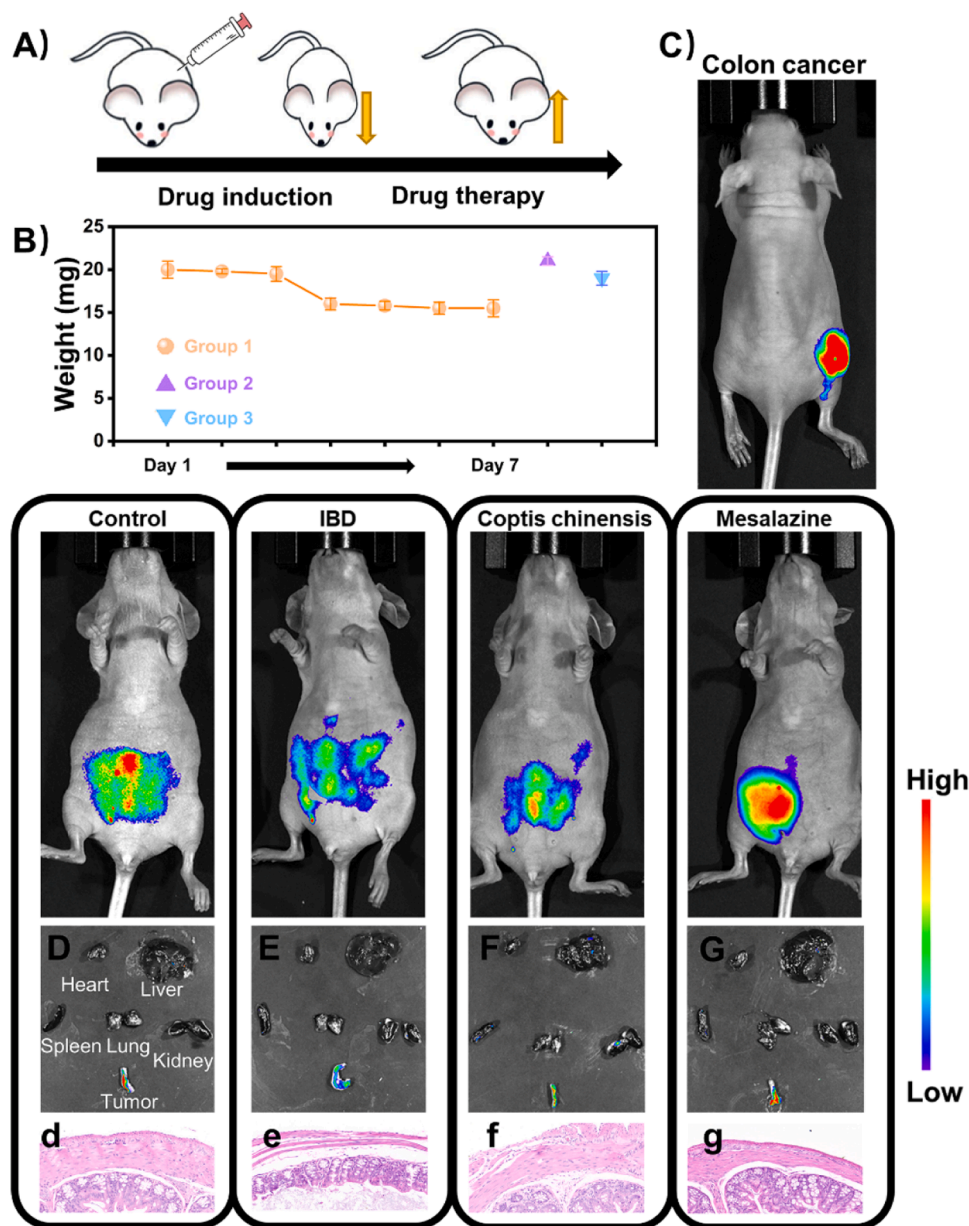 A)
Drug induction
Drug therapy
B)
Weight (mg)
25
20
15
10
5
0
Group 1
Group 2
Group 3
Day 1
Day 7
C)
Colon cancer
Control
IBD
Coptis chinensis
Mesalazine
High
Low
D
Heart
Liver
Spleen Lung
Kidney
Tumor
E
F
G
d
e
f
g